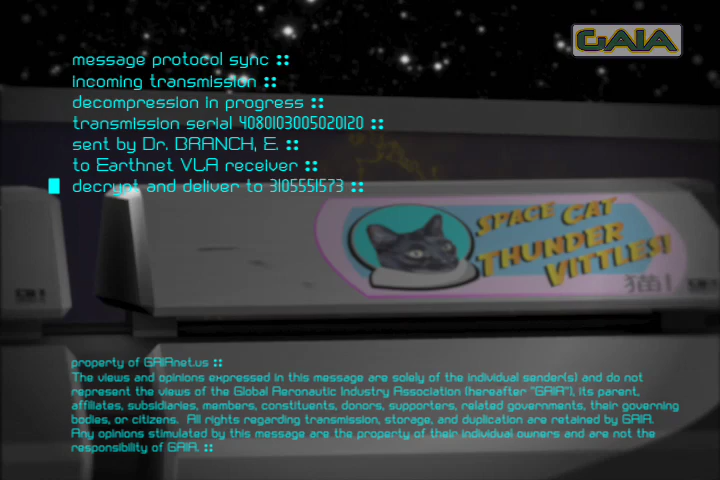 GAIA
message protocol sync ::
incoming transmission ::
decompression in progress ::
transmission serial 4080103005020120 ::
sent by Dr. BRANCH, E. ::
to Earthnet VLA receiver ::
decrypt and deliver to 3105551573 ::
SPACE CAT
THUNDER
VITTLES!
猫!
property of GAIAnet.us ::
The views and opinions expressed in this message are solely of the individual sender(s) and do not
represent the views of the Global Aeronautic Industry Association (hereafter "GAIA"), its parent,
affiliates, subsidiaries, members, constituents, donors, supporters, related governments, their governing
bodies, or citizens. All rights regarding transmission, storage, and duplication are retained by GAIA.
Any opinions stimulated by this message are the property of their individual owners and are not the
responsibility of GAIA. ::